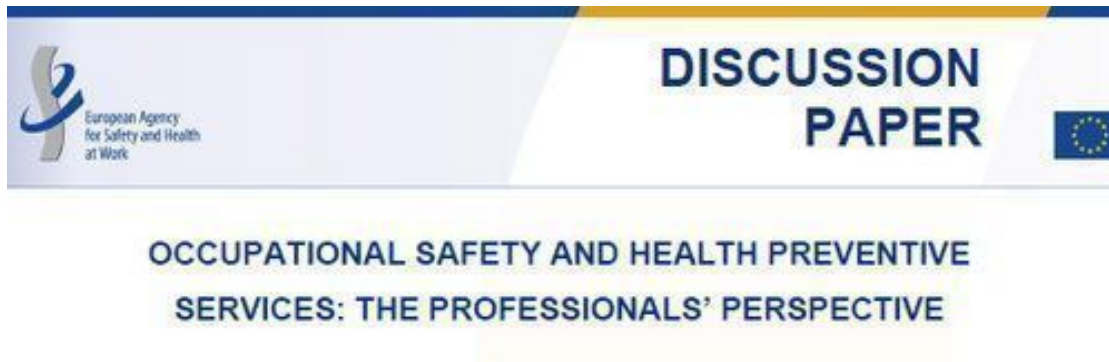 DISCUSSION
PAPER
European Agency
for Safety and Health
at Work
OCCUPATIONAL SAFETY AND HEALTH PREVENTIVE
SERVICES: THE PROFESSIONALS’ PERSPECTIVE